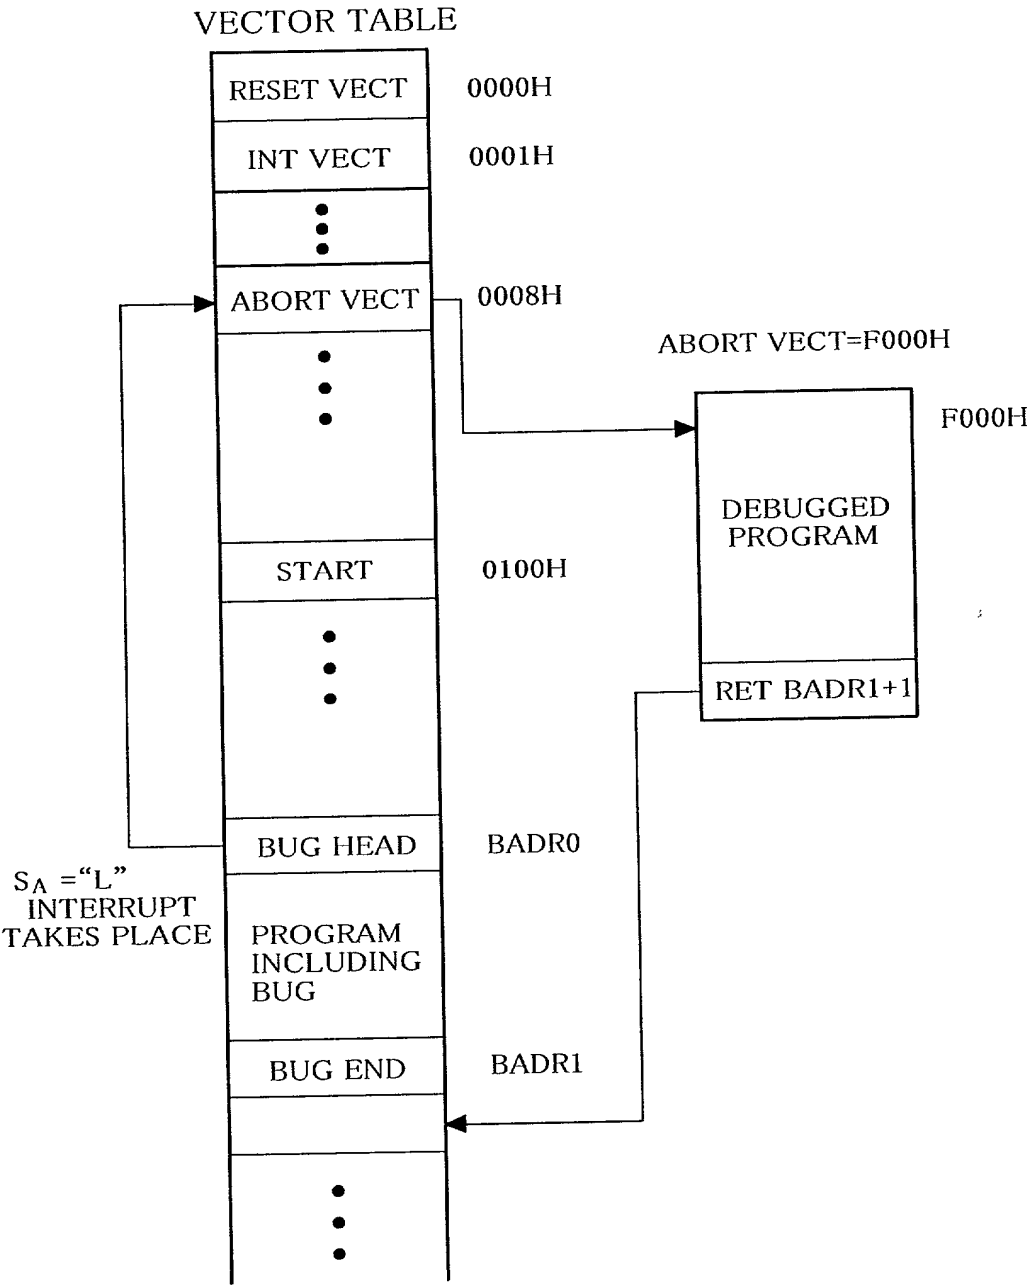 VECTOR TABLE
RESET VECT 0000H
INT VECT 0001H
ABORT VECT 0008H
ABORT VECT=F000H
F000H
DEBUGGED
PROGRAM
START 0100H
RET BADR1+1
BUG HEAD BADR0
SA ="L"
INTERRUPT
TAKES PLACE
PROGRAM
INCLUDING
BUG
BUG END BADR1